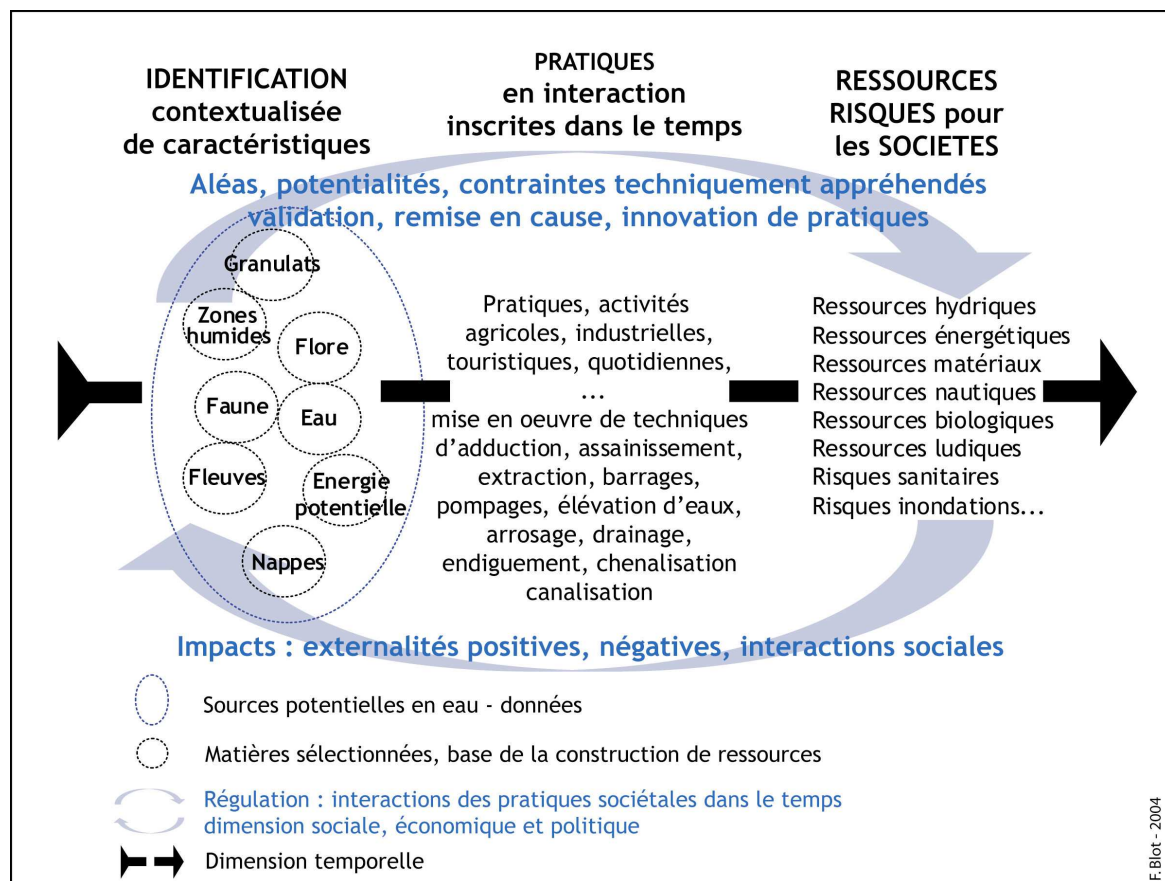 IDENTIFICATION
contextualisée
de caractéristiques
PRATIQUES
en interaction
inscrites dans le temps
RESSOURCES
RISQUES pour
les SOCIETES
Aléas, potentialités, contraintes techniquement appréhendés
validation, remise en cause, innovation de pratiques
Granulats
Zones
humides
Flore
Faune
Eau
Fleuves
Energie
potentielle
Nappes
Pratiques, activités
agricoles, industrielles,
touristiques, quotidiennes,
...
mise en oeuvre de techniques
d'adduction, assainissement,
extraction, barrages,
pompages, élévation d'eaux,
arrosage, drainage,
endiguement, chenalisation
canalisation
Ressources hydriques
Ressources énergétiques
Ressources matériaux
Ressources nautiques
Ressources biologiques
Ressources ludiques
Risques sanitaires
Risques inondations...
Impacts : externalités positives, négatives, interactions sociales
Sources potentielles en eau - données
Matières sélectionnées, base de la construction de ressources
Régulation : interactions des pratiques sociétales dans le temps
dimension sociale, économique et politique
Dimension temporelle
F.Blot - 2004